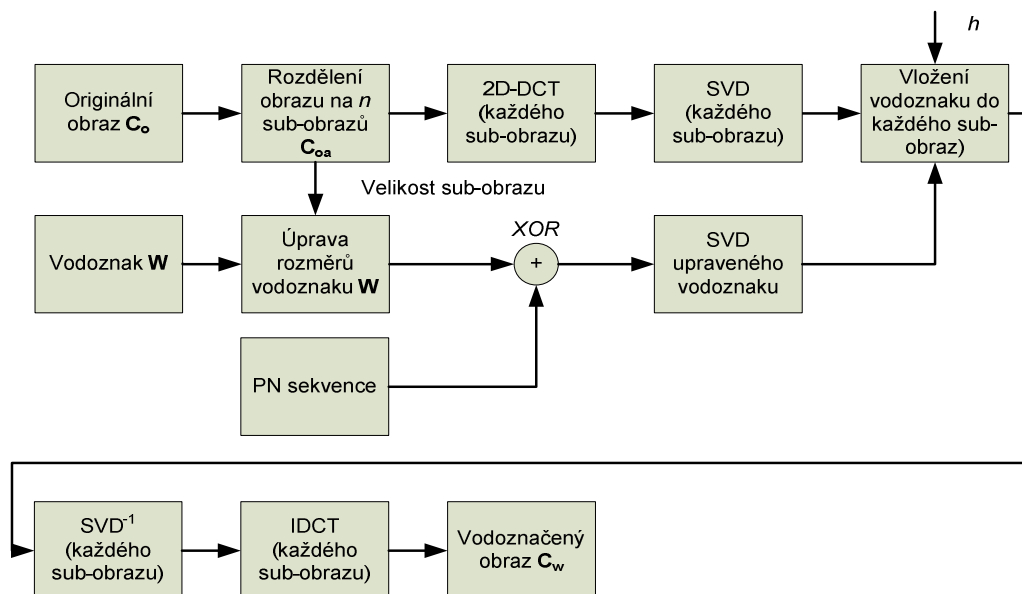 h
Originální
obraz Co
Rozdělení
obrazu na n
sub-obrazů
Coa
2D-DCT
(každého
sub-obrazu)
SVD
(každého
sub-obrazu)
Vložení
vodoznaku do
každého sub-
obraz)
Velikost sub-obrazu
Vodoznak W
Úprava
rozměrů
vodoznaku W
XOR
+
SVD
upraveného
vodoznaku
PN sekvence
SVD-1
(každého
sub-obrazu)
IDCT
(každého
sub-obrazu)
Vodoznačený
obraz Cw